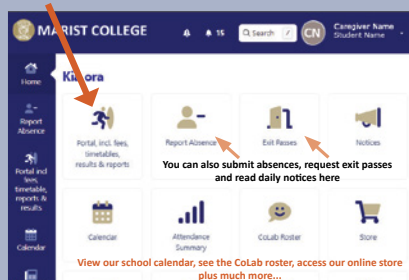 MARIST COLLEGE
15
Search /
CN
Caregiver Name
Student Name
Home
Kia ora
Report
Absence
Portal incl
fees,
timetable,
reports &
results
Calendar
Portal, incl. fees,
timetables,
results & reports
Report Absence
Exit Passes
Notices
You can also submit absences, request exit passes
and read daily notices here
Calendar
Attendance
Summary
CoLab Roster
Store
View our school calendar, see the CoLab roster, access our online store
plus much more...